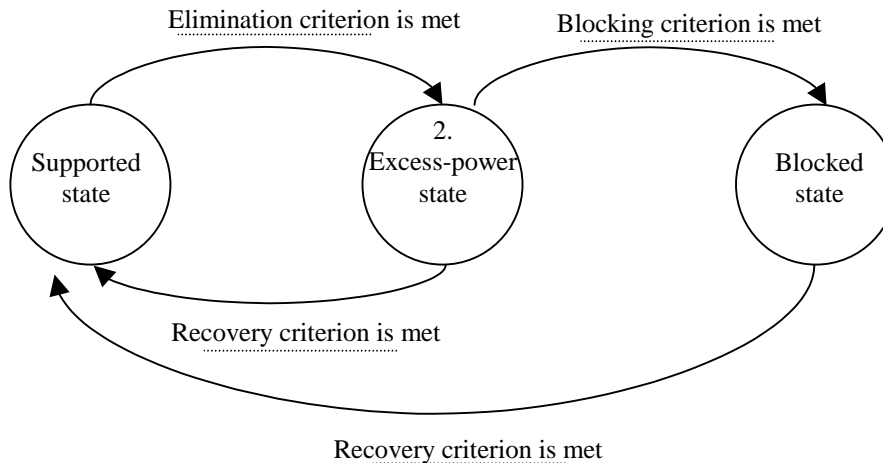 Elimination criterion is met
Blocking criterion is met
Supported
state
2.
Excess-power
state
Blocked
state
Recovery criterion is met
Recovery criterion is met